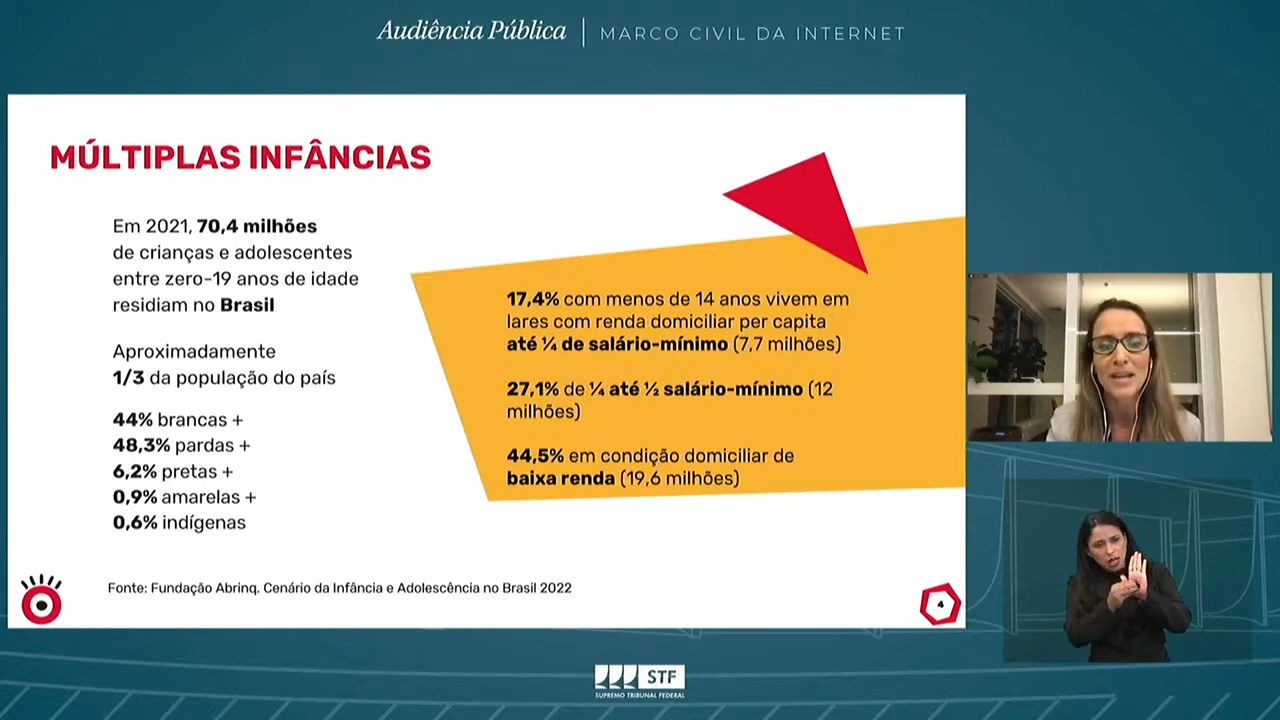 Audiência Pública | MARCO CIVIL DA INTERNET
MÚLTIPLAS INFÂNCIAS
Em 2021, 70,4 milhões
de crianças e adolescentes
entre zero-19 anos de idade
residiam no Brasil
Aproximadamente
1/3 da população do país
44% brancas +
48,3% pardas +
6,2% pretas +
0,9% amarelas +
0,6% indígenas
17,4% com menos de 14 anos vivem em
lares com renda domiciliar per capita
até ¼ de salário-mínimo (7,7 milhões)
27,1% de ¼ até ½ salário-mínimo (12
milhões)
44,5% em condição domiciliar de
baixa renda (19,6 milhões)
Fonte: Fundação Abrinq. Cenário da Infância e Adolescência no Brasil 2022
4
STF
SUPREMO TRIBUNAL FEDERAL